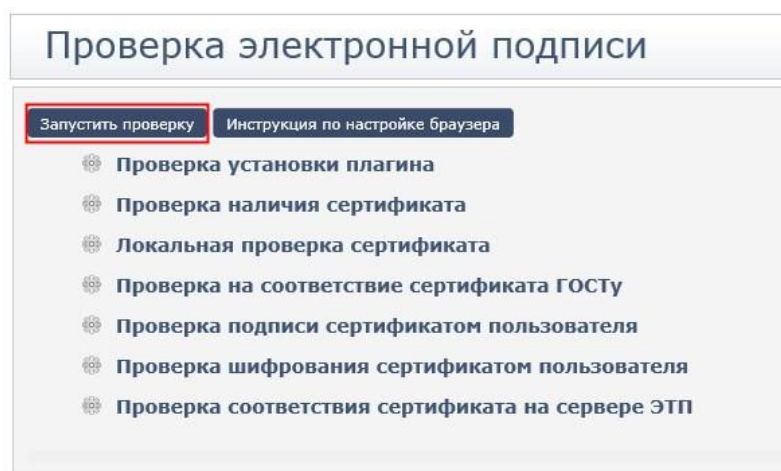 Проверка электронной подписи
Запустить проверку Инструкция по настройке браузера
Проверка установки плагина
Проверка наличия сертификата
Локальная проверка сертификата
Проверка на соответствие сертификата ГОСТу
Проверка подписи сертификатом пользователя
Проверка шифрования сертификатом пользователя
Проверка соответствия сертификата на сервере ЭТП